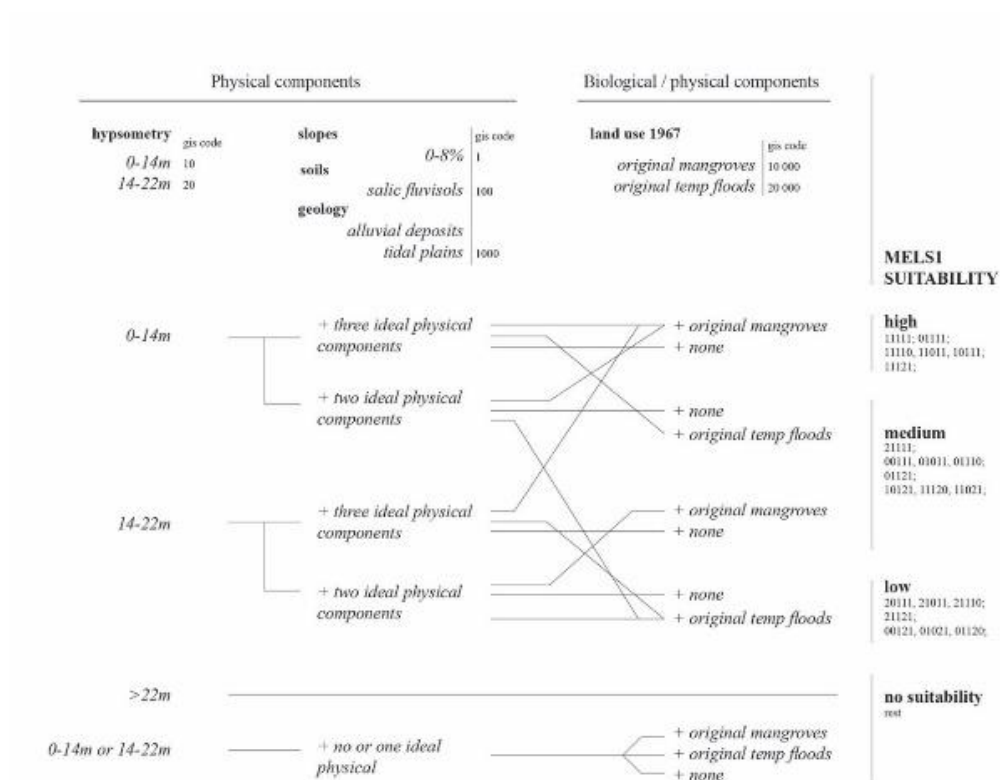 Physical components
Biological / physical components
hypsometry gis code
0-14m 10
14-22m 20
slopes gis code
0-8% 1
soils
salic fluvisols 100
geology
alluvial deposits
tidal plains 1000
land use 1967
gis code
original mangroves 10 000
original temp floods 20 000
MELS1
SUITABILITY
0-14m
+ three ideal physical
components
+ two ideal physical
components
+ original mangroves
+ none
+ none
+ original temp floods
high
11111; 01111;
11110, 11011, 10111;
11121;
medium
21111;
00111, 01011, 01110;
01121;
10121, 11120, 11021;
14-22m
+ three ideal physical
components
+ two ideal physical
components
+ original mangroves
+ none
+ none
+ original temp floods
low
20111, 21011, 21110;
21121;
00121, 01021, 01120;
>22m
no suitability
rest
0-14m or 14-22m
+ no or one ideal
physical
+ original mangroves
+ original temp floods
+ none